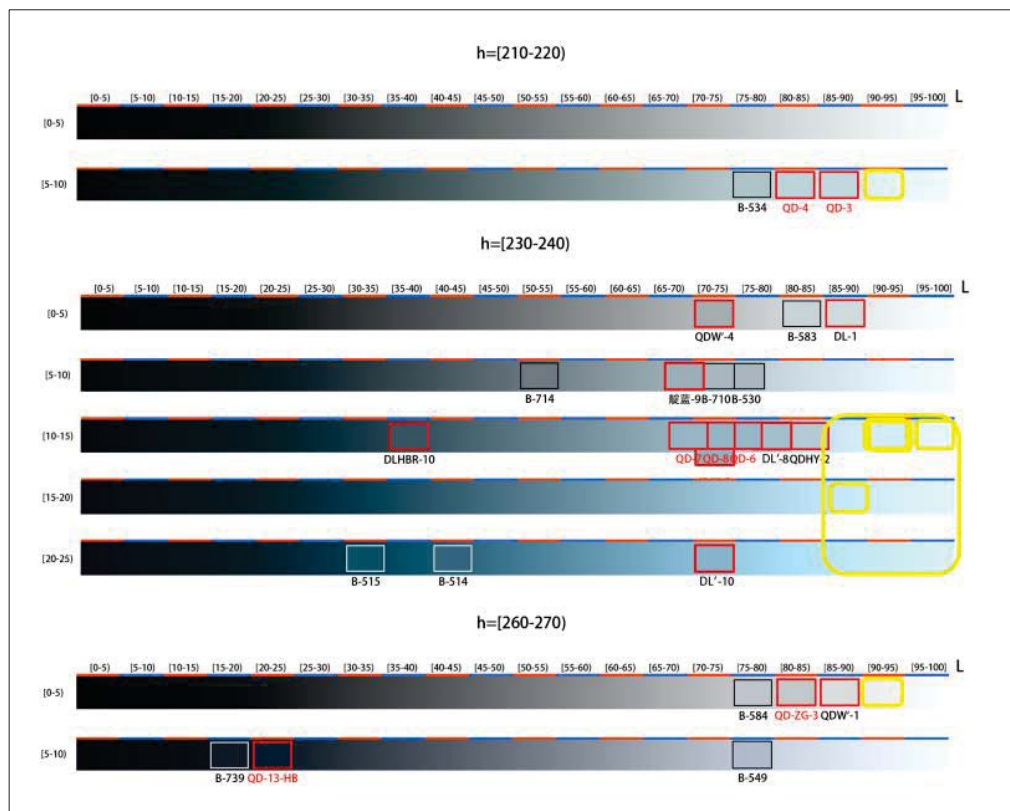 h=[210-220)
[0-5) [5-10) [10-15) [15-20) [20-25) [25-30) [30-35) [35-40) [40-45) [45-50) [50-55) [55-60) [60-65) [65-70) [70-75) [75-80) [80-85) [85-90) [90-95) [95-100) L
[0-5)
[5-10)
B-534 QD-4 QD-3
h=[230-240)
[0-5) [5-10) [10-15) [15-20) [20-25) [25-30) [30-35) [35-40) [40-45) [45-50) [50-55) [55-60) [60-65) [65-70) [70-75) [75-80) [80-85) [85-90) [90-95) [95-100) L
[0-5)
QDW'-4 B-583 DL-1
[5-10)
B-714 靛蓝-9B-710B-530
[10-15)
DLHBR-10 QD-7QD-8QD-6 DL'-8QDHY-2
[15-20)
[20-25)
B-515 B-514 DL'-10
h=[260-270)
[0-5) [5-10) [10-15) [15-20) [20-25) [25-30) [30-35) [35-40) [40-45) [45-50) [50-55) [55-60) [60-65) [65-70) [70-75) [75-80) [80-85) [85-90) [90-95) [95-100) L
[0-5)
B-584 QD-ZG-3 QDW'-1
[5-10)
B-739 QD-13-HB B-549